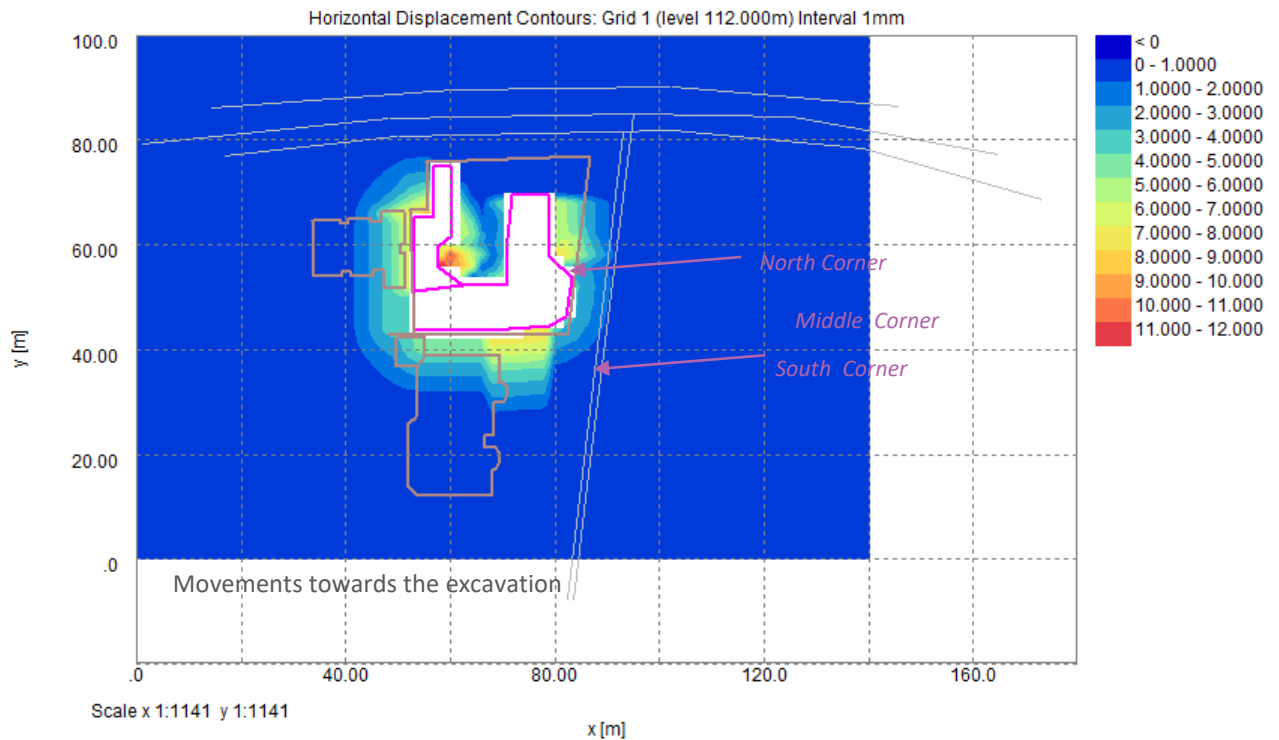 Horizontal Displacement Contours: Grid 1 (level 112.000m) Interval 1mm
100.0
80.00
60.00
40.00
20.00
.0
y [m]
< 0
0 - 1.0000
1.0000 - 2.0000
2.0000 - 3.0000
3.0000 - 4.0000
4.0000 - 5.0000
5.0000 - 6.0000
6.0000 - 7.0000
7.0000 - 8.0000
8.0000 - 9.0000
9.0000 - 10.000
10.000 - 11.000
11.000 - 12.000
North Corner
Middle Corner
South Corner
Movements towards the excavation
.0 40.00 80.00 120.0 160.0
Scale x 1:1141 y 1:1141
x [m]